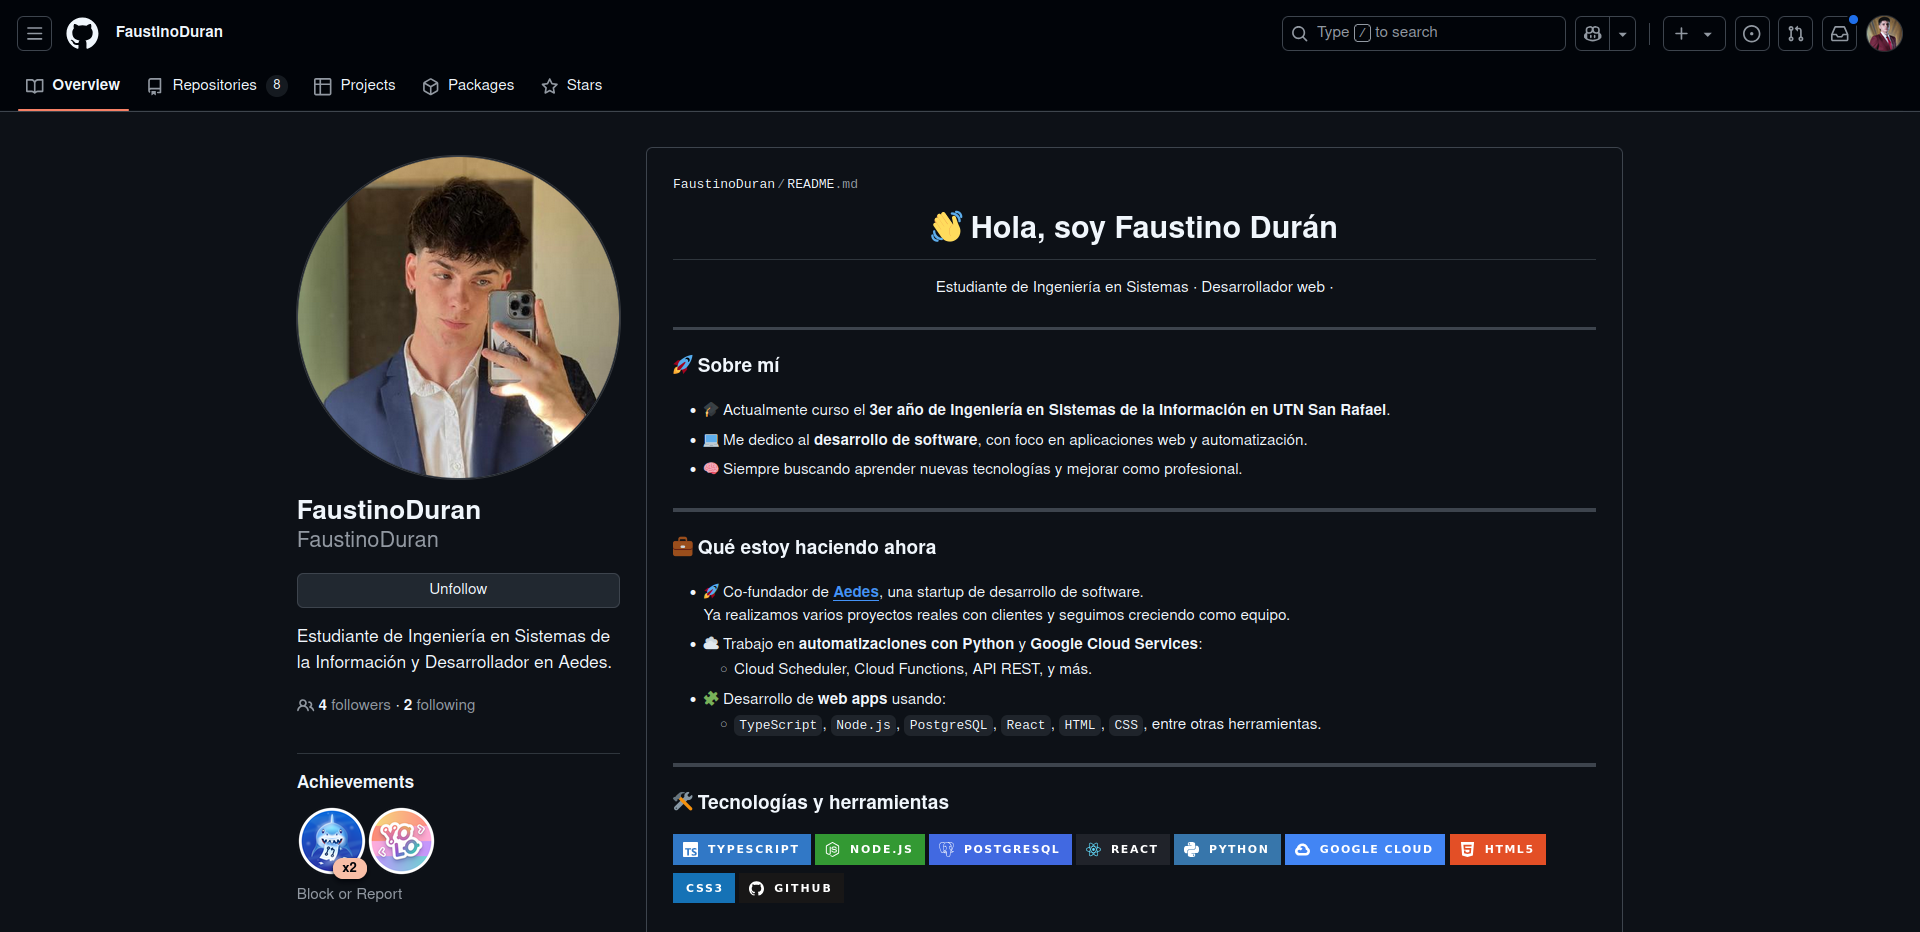 FaustinoDuran
Type / to search
Overview
Repositories 8
Projects
Packages
Stars
FaustinoDuran
FaustinoDuran
Unfollow
Estudiante de Ingeniería en Sistemas de
la Información y Desarrollador en Aedes.
4 followers · 2 following
Achievements
x2
YOLO
Block or Report
FaustinoDuran/README.md
👋 Hola, soy Faustino Durán
Estudiante de Ingeniería en Sistemas · Desarrollador web ·
🚀 Sobre mí
• 🎓 Actualmente curso el 3er año de Ingeniería en Sistemas de la Información en UTN San Rafael.
• 💻 Me dedico al desarrollo de software, con foco en aplicaciones web y automatización.
• 🧠 Siempre buscando aprender nuevas tecnologías y mejorar como profesional.
💼 Qué estoy haciendo ahora
• 🚀 Co-fundador de Aedes, una startup de desarrollo de software.
Ya realizamos varios proyectos reales con clientes y seguimos creciendo como equipo.
• ☁️ Trabajo en automatizaciones con Python y Google Cloud Services:
○ Cloud Scheduler, Cloud Functions, API REST, y más.
• 🧩 Desarrollo de web apps usando:
○ TypeScript, Node.js, PostgreSQL, React, HTML, CSS, entre otras herramientas.
🛠️ Tecnologías y herramientas
TS TYPESCRIPT
NODE.JS
POSTGRESQL
REACT
PYTHON
GOOGLE CLOUD
HTML5
CSS3
GITHUB